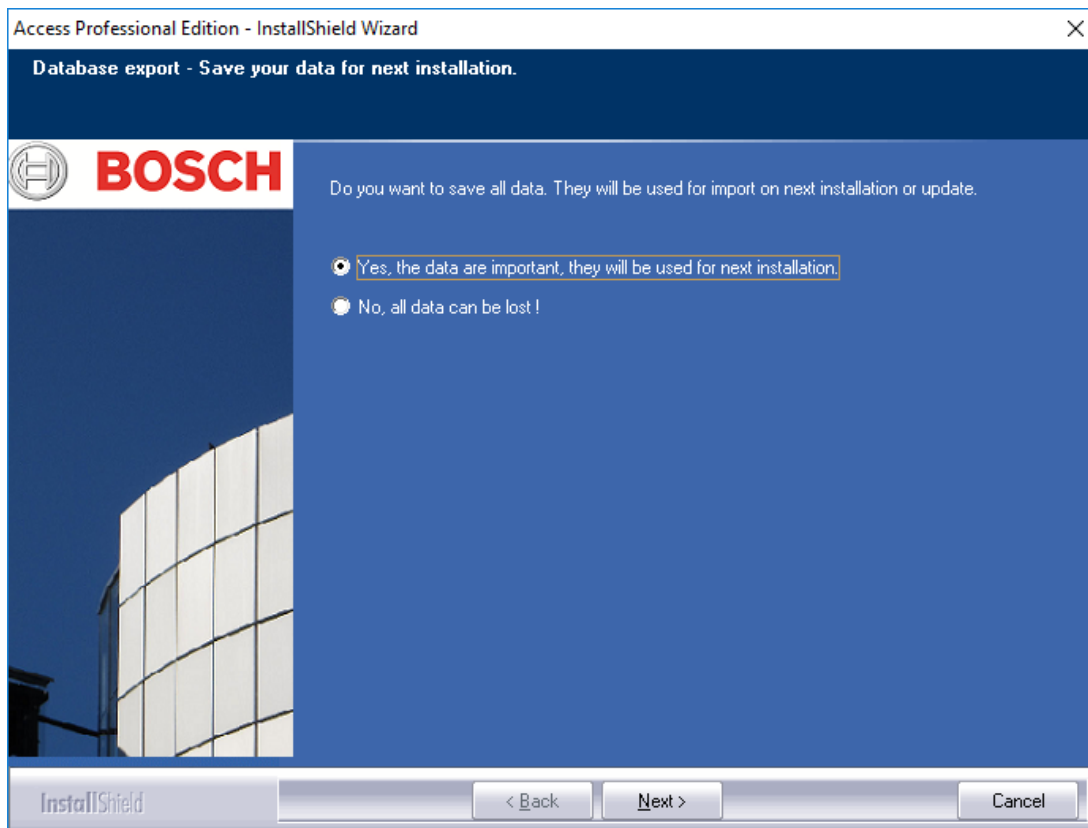 Access Professional Edition - InstallShield Wizard
Database export - Save your data for next installation.
BOSCH
Do you want to save all data. They will be used for import on next installation or update.
Yes, the data are important, they will be used for next installation.
No, all data can be lost !
InstallShield
< Back
Next >
Cancel